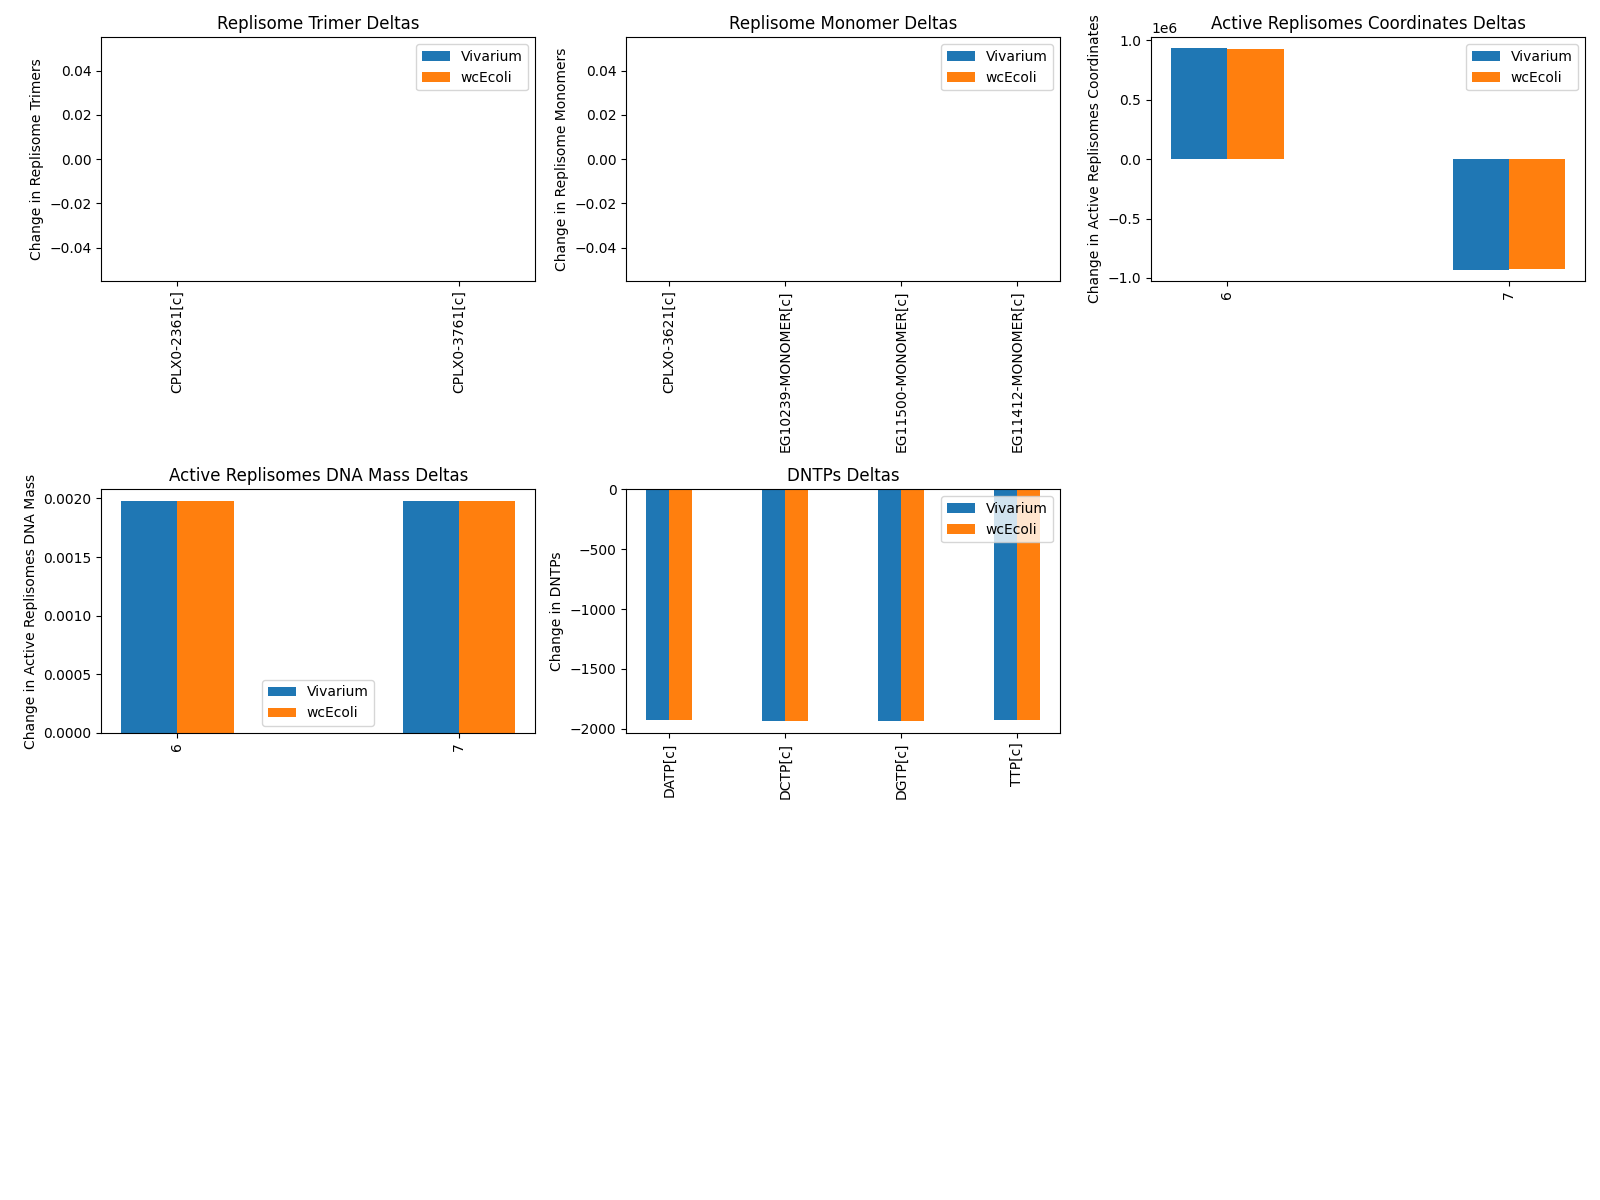 Replisome Trimer Deltas
Change in Replisome Trimers
0.04
0.02
0.00
−0.02
−0.04
Vivarium
wcEcoli
CPLX0-2361[c]
CPLX0-3761[c]
Replisome Monomer Deltas
Change in Replisome Monomers
0.04
0.02
0.00
−0.02
−0.04
Vivarium
wcEcoli
CPLX0-3621[c]
EG10239-MONOMER[c]
EG11500-MONOMER[c]
EG11412-MONOMER[c]
Active Replisomes Coordinates Deltas
1e6
Change in Active Replisomes Coordinates
1.0
0.5
0.0
−0.5
−1.0
Vivarium
wcEcoli
6
7
Active Replisomes DNA Mass Deltas
Change in Active Replisomes DNA Mass
0.0020
0.0015
0.0010
0.0005
0.0000
Vivarium
wcEcoli
6
7
DNTPs Deltas
Change in DNTPs
0
−500
−1000
−1500
−2000
Vivarium
wcEcoli
DATP[c]
DCTP[c]
DGTP[c]
TTP[c]